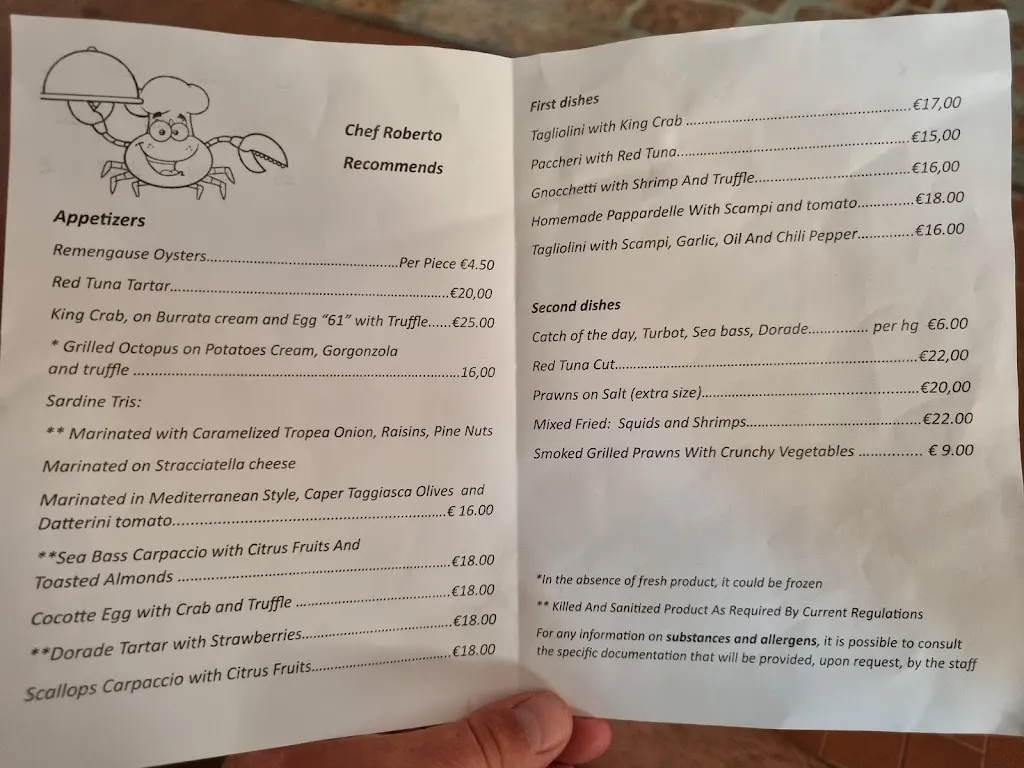 Chef Roberto
Recommends
Appetizers
Remengause Oysters......Per Piece €4.50
Red Tuna Tartar......€20,00
King Crab, on Burrata cream and Egg “61” with Truffle......€25.00
* Grilled Octopus on Potatoes Cream, Gorgonzola
and truffle ......16,00
Sardine Tris:
** Marinated with Caramelized Tropea Onion, Raisins, Pine Nuts
Marinated on Stracciatella cheese
Marinated in Mediterranean Style, Caper Taggiasca Olives and
Datterini tomato......€ 16.00
**Sea Bass Carpaccio with Citrus Fruits And
Toasted Almonds ......€18.00
Cocotte Egg with Crab and Truffle ......€18.00
**Dorade Tartar with Strawberries......€18.00
Scallops Carpaccio with Citrus Fruits......€18.00
First dishes
Tagliolini with King Crab ......€17,00
Paccheri with Red Tuna......€15,00
Gnocchetti with Shrimp And Truffle......€16,00
Homemade Pappardelle With Scampi and tomato......€18.00
Tagliolini with Scampi, Garlic, Oil And Chili Pepper......€16.00
Second dishes
Catch of the day, Turbot, Sea bass, Dorade...... per hg €6.00
Red Tuna Cut......€22,00
Prawns on Salt (extra size)......€20,00
Mixed Fried: Squids and Shrimps......€22.00
Smoked Grilled Prawns With Crunchy Vegetables ...... € 9.00
*In the absence of fresh product, it could be frozen
** Killed And Sanitized Product As Required By Current Regulations
For any information on substances and allergens, it is possible to consult
the specific documentation that will be provided, upon request, by the staff